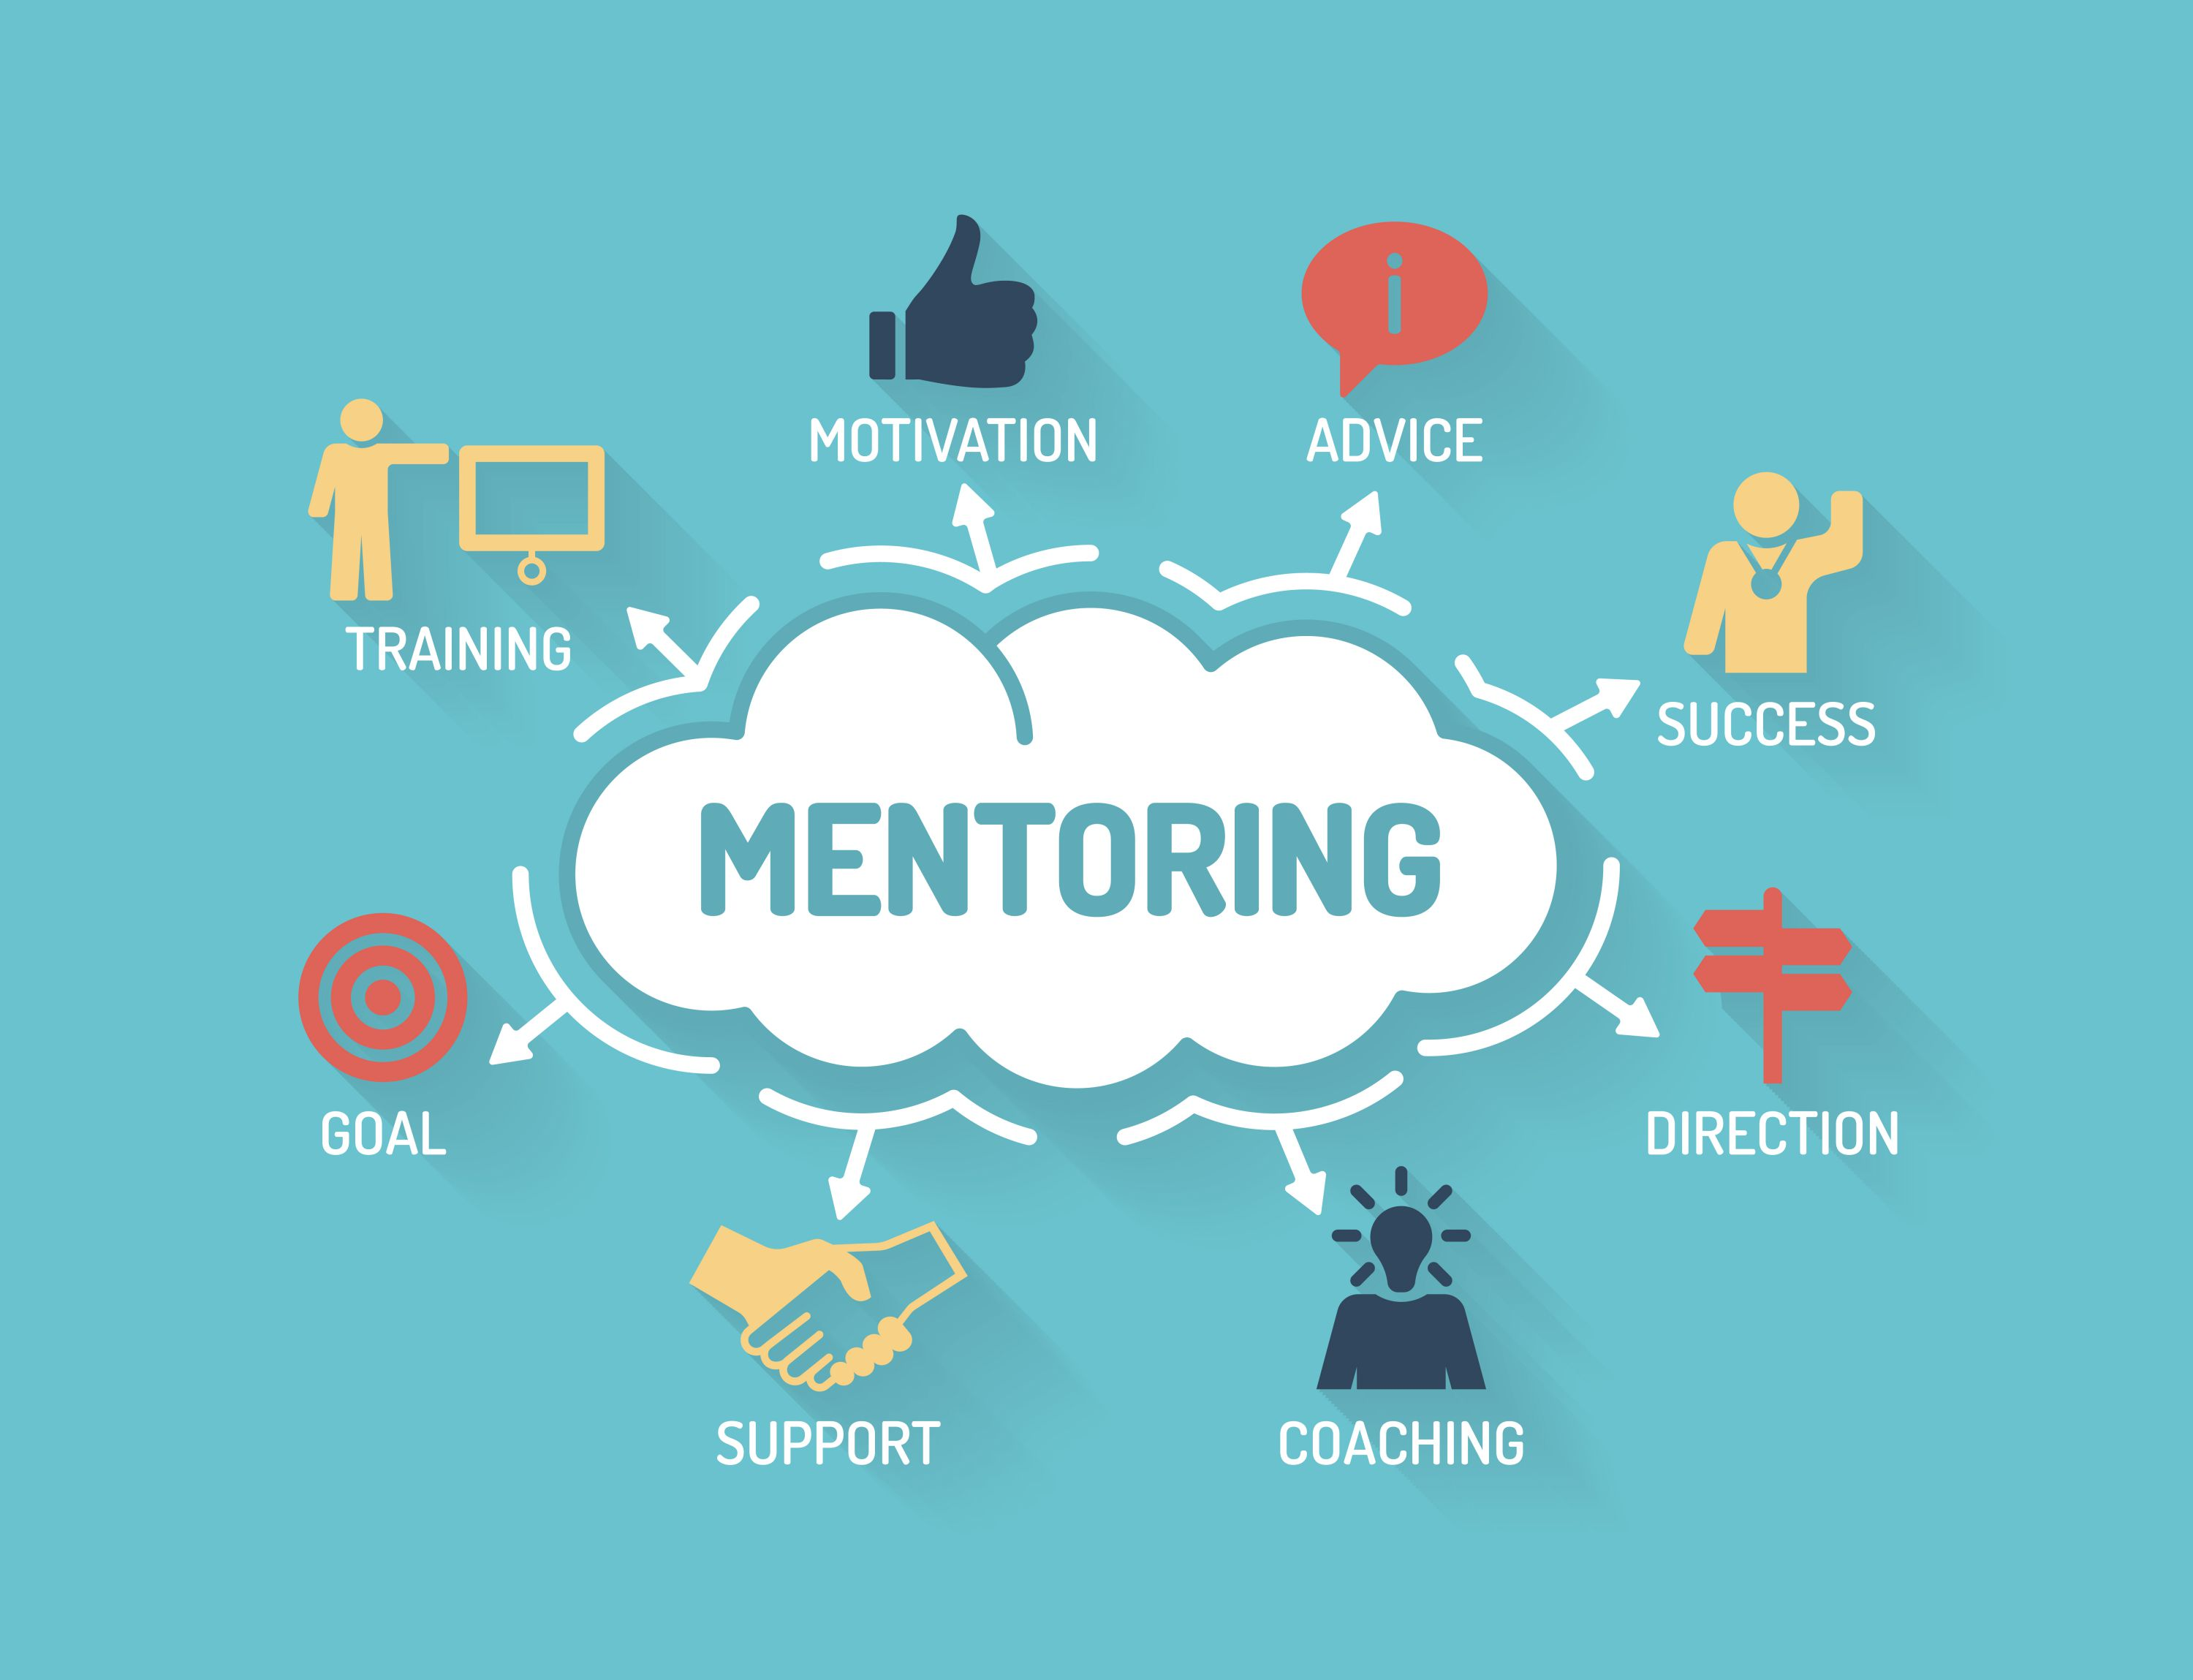 MOTIVATION
ADVICE
TRAINING
SUCCESS
MENTORING
GOAL
DIRECTION
SUPPORT
COACHING